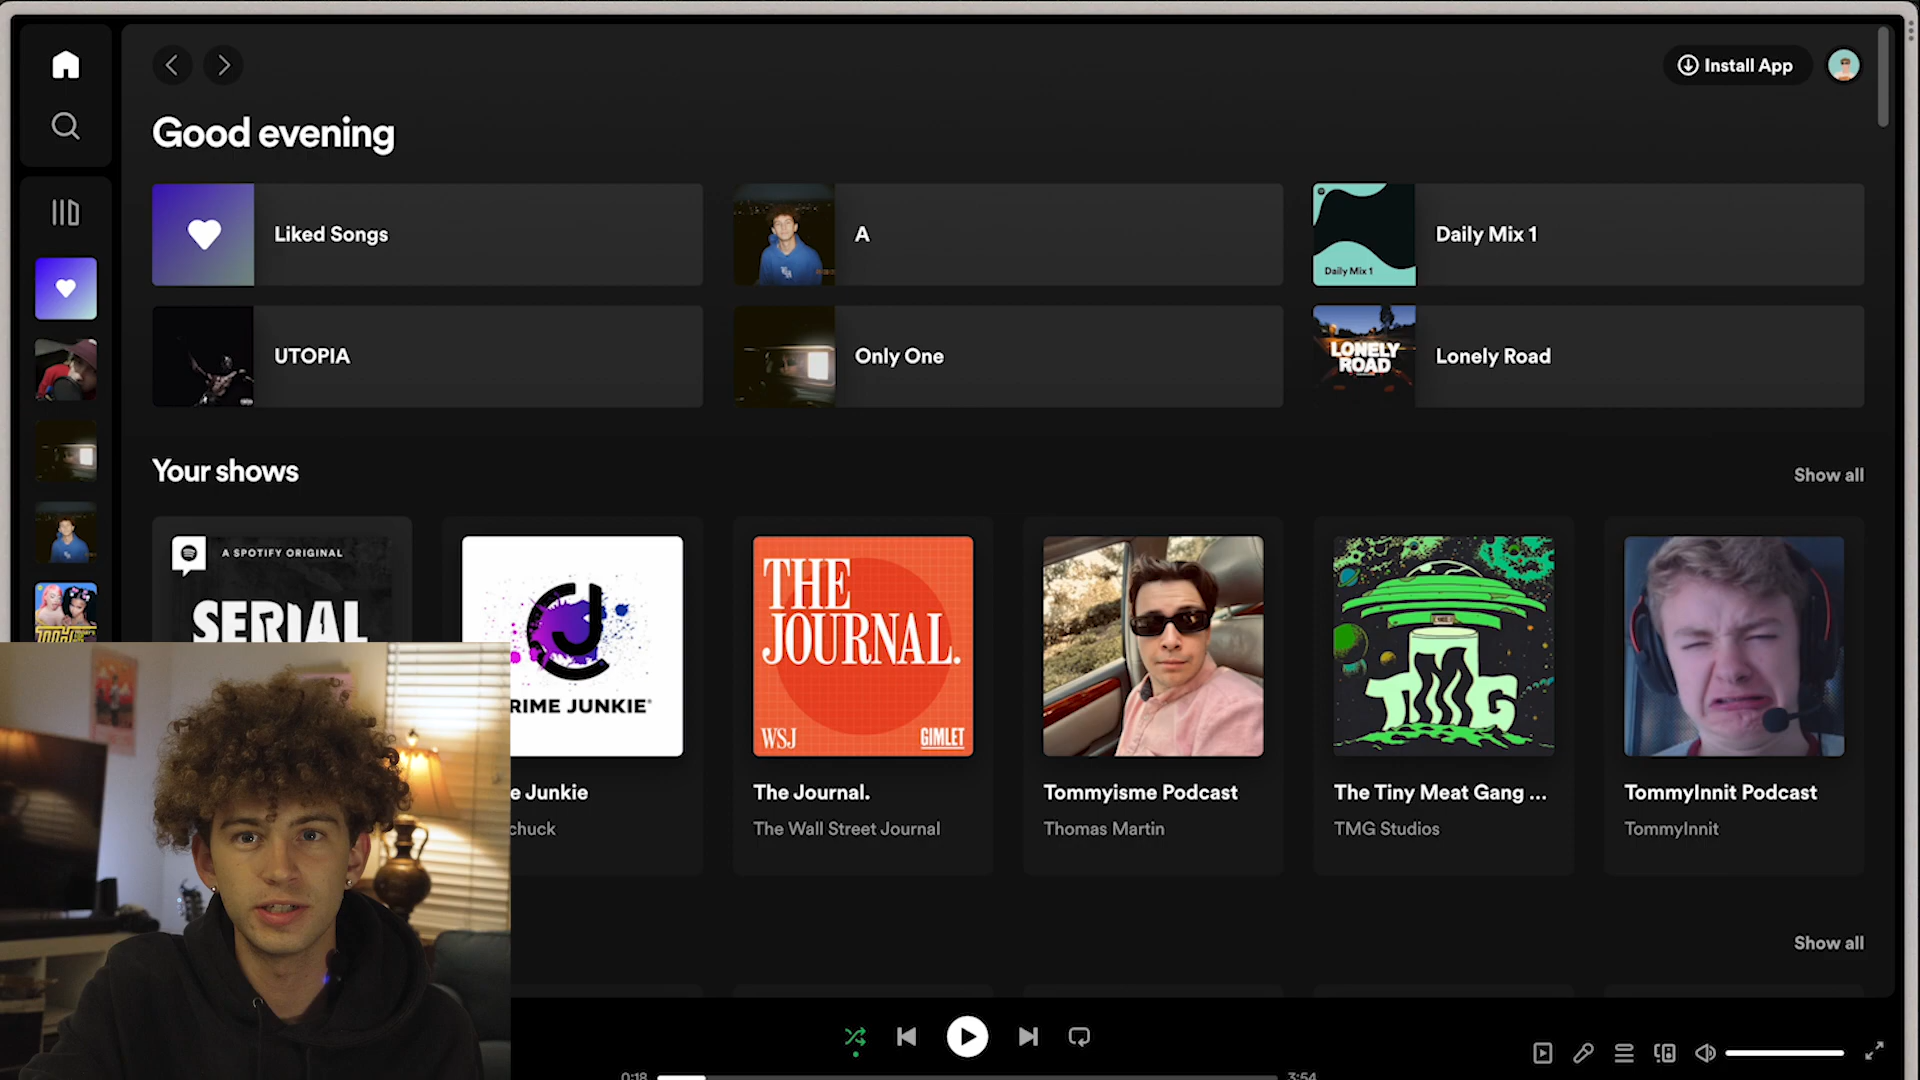 Install App
Good evening
Liked Songs
A
Daily Mix 1
Daily Mix 1
UTOPIA
Only One
LONELY
ROAD
Lonely Road
Your shows
Show all
A SPOTIFY ORIGINAL
SERIAL
RIME JUNKIE
THE
JOURNAL.
WSJ
GIMLET
TMG
e Junkie
The Journal.
Tommyisme Podcast
The Tiny Meat Gang ...
TommyInnit Podcast
chuck
The Wall Street Journal
Thomas Martin
TMG Studios
TommyInnit
Show all
0:18
3:54